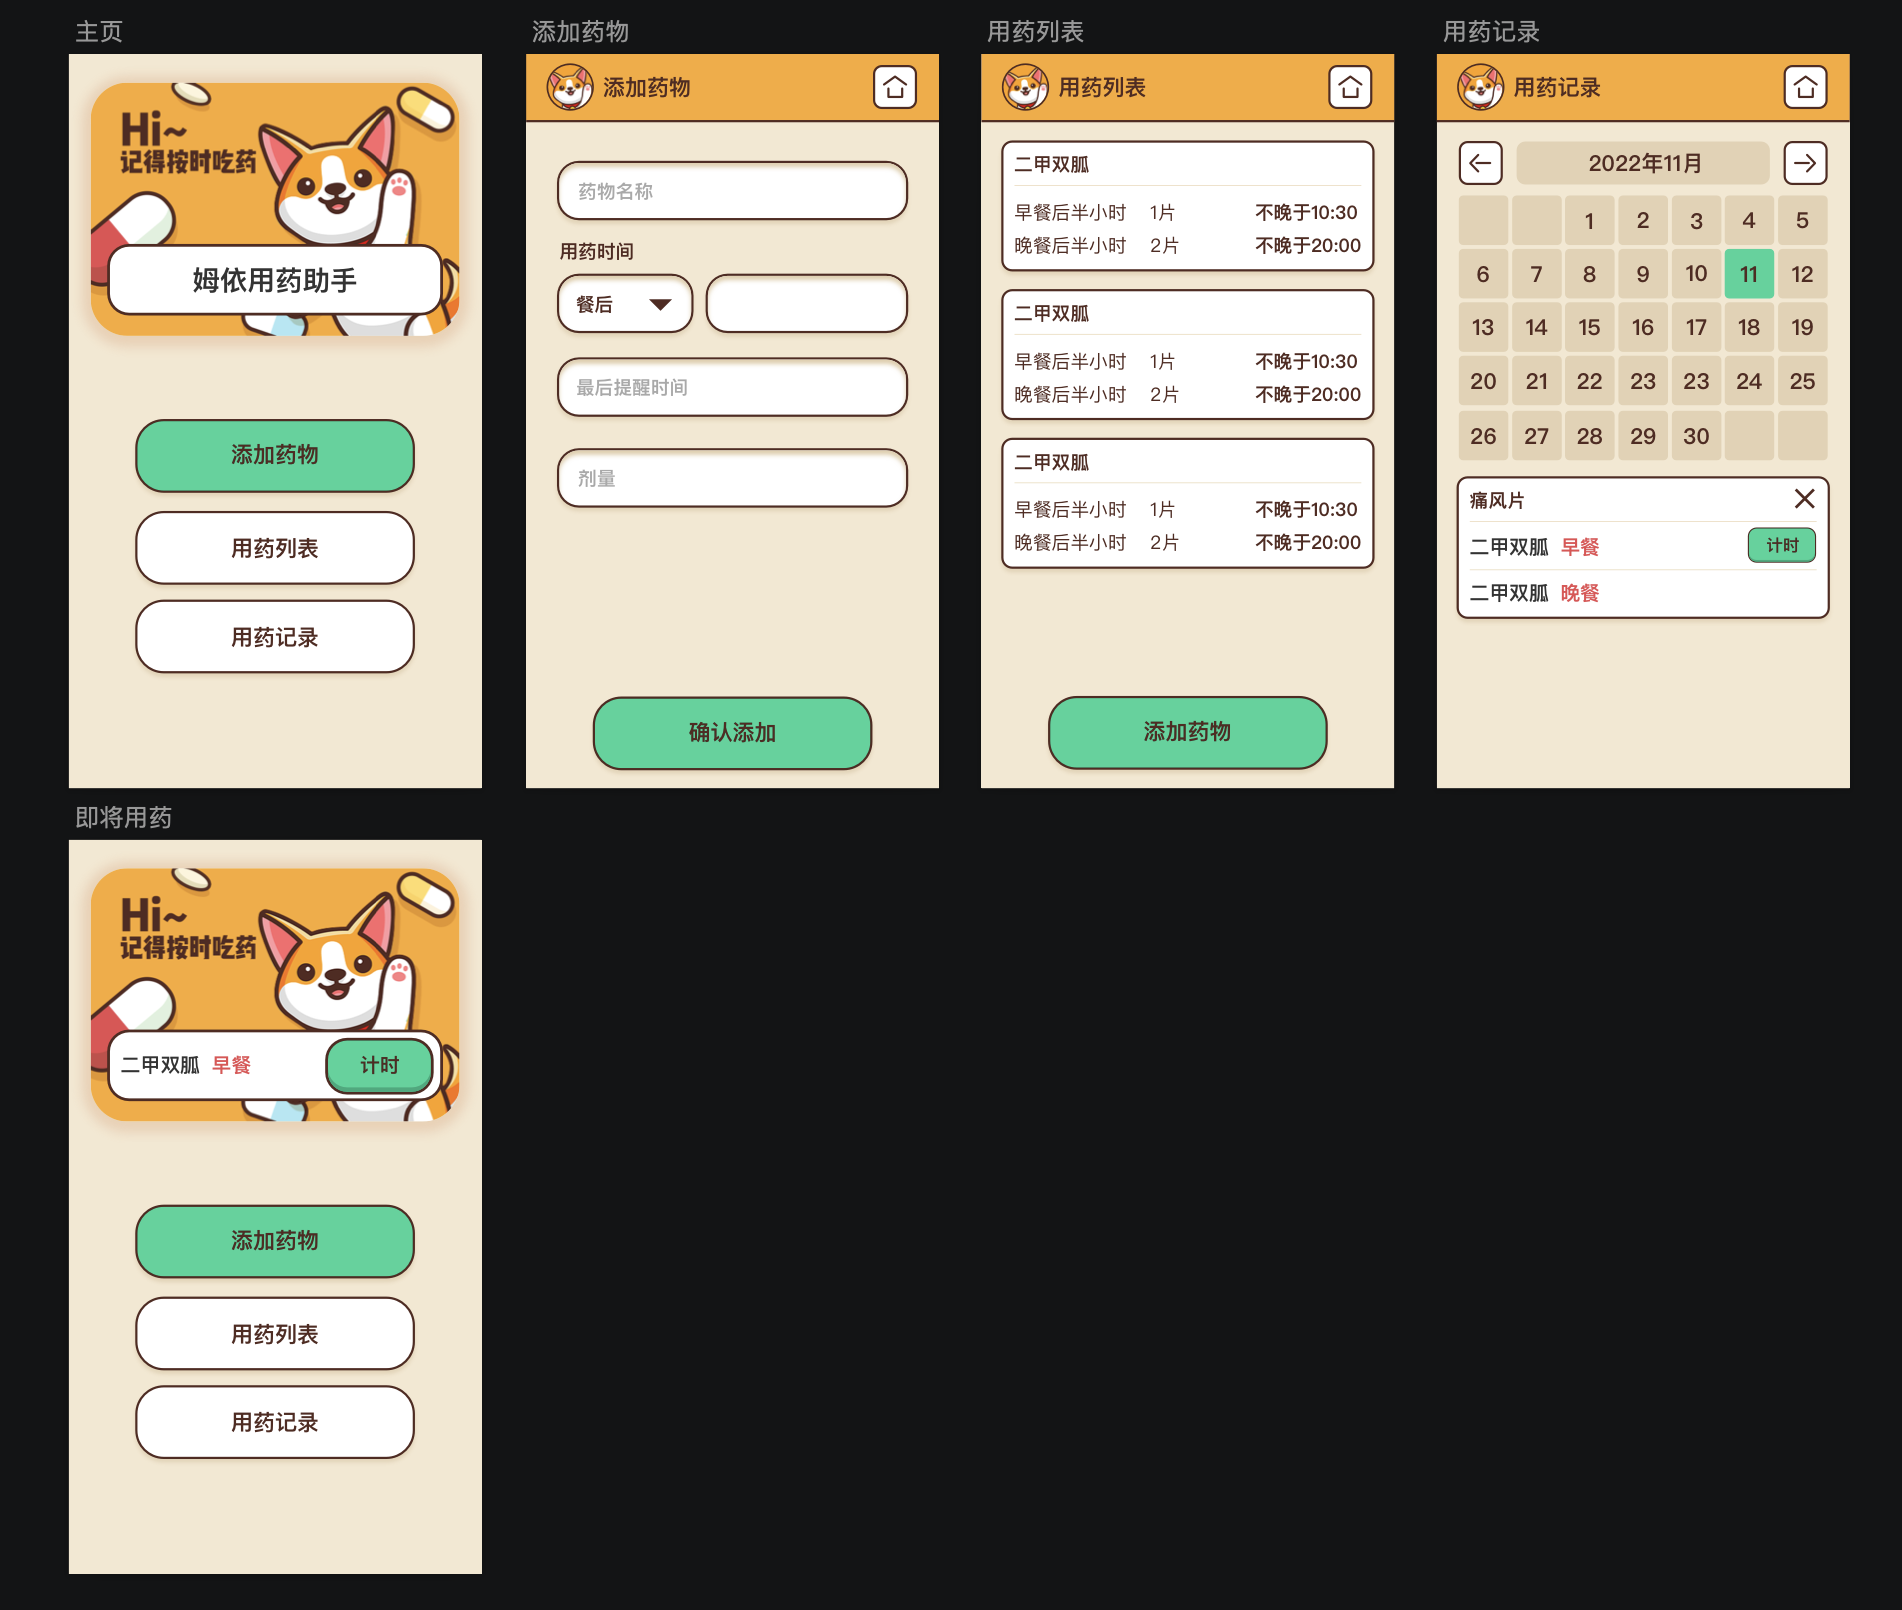 主页
Hi~
记得按时吃药
姆依用药助手
添加药物
用药列表
用药记录
添加药物
添加药物
药物名称
用药时间
餐后
最后提醒时间
剂量
确认添加
用药列表
用药列表
二甲双胍
早餐后半小时 1片 不晚于10:30
晚餐后半小时 2片 不晚于20:00
二甲双胍
早餐后半小时 1片 不晚于10:30
晚餐后半小时 2片 不晚于20:00
二甲双胍
早餐后半小时 1片 不晚于10:30
晚餐后半小时 2片 不晚于20:00
添加药物
用药记录
用药记录
2022年11月
1 2 3 4 5
6 7 8 9 10 11 12
13 14 15 16 17 18 19
20 21 22 23 23 24 25
26 27 28 29 30
痛风片
二甲双胍 早餐 计时
二甲双胍 晚餐
即将用药
Hi~
记得按时吃药
二甲双胍 早餐 计时
添加药物
用药列表
用药记录